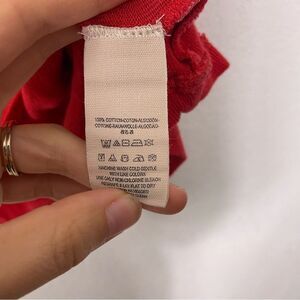 100% COTTON-COTON-ALGODÓN
COTONE-BAUMWOLLE-ALGODAO
MACHINE WASH COLD GENTLE
WITH LIKE COLORS
USE ONLY NON-CHLORINE BLEACH
RESHAPE & LAY FLAT TO DRY